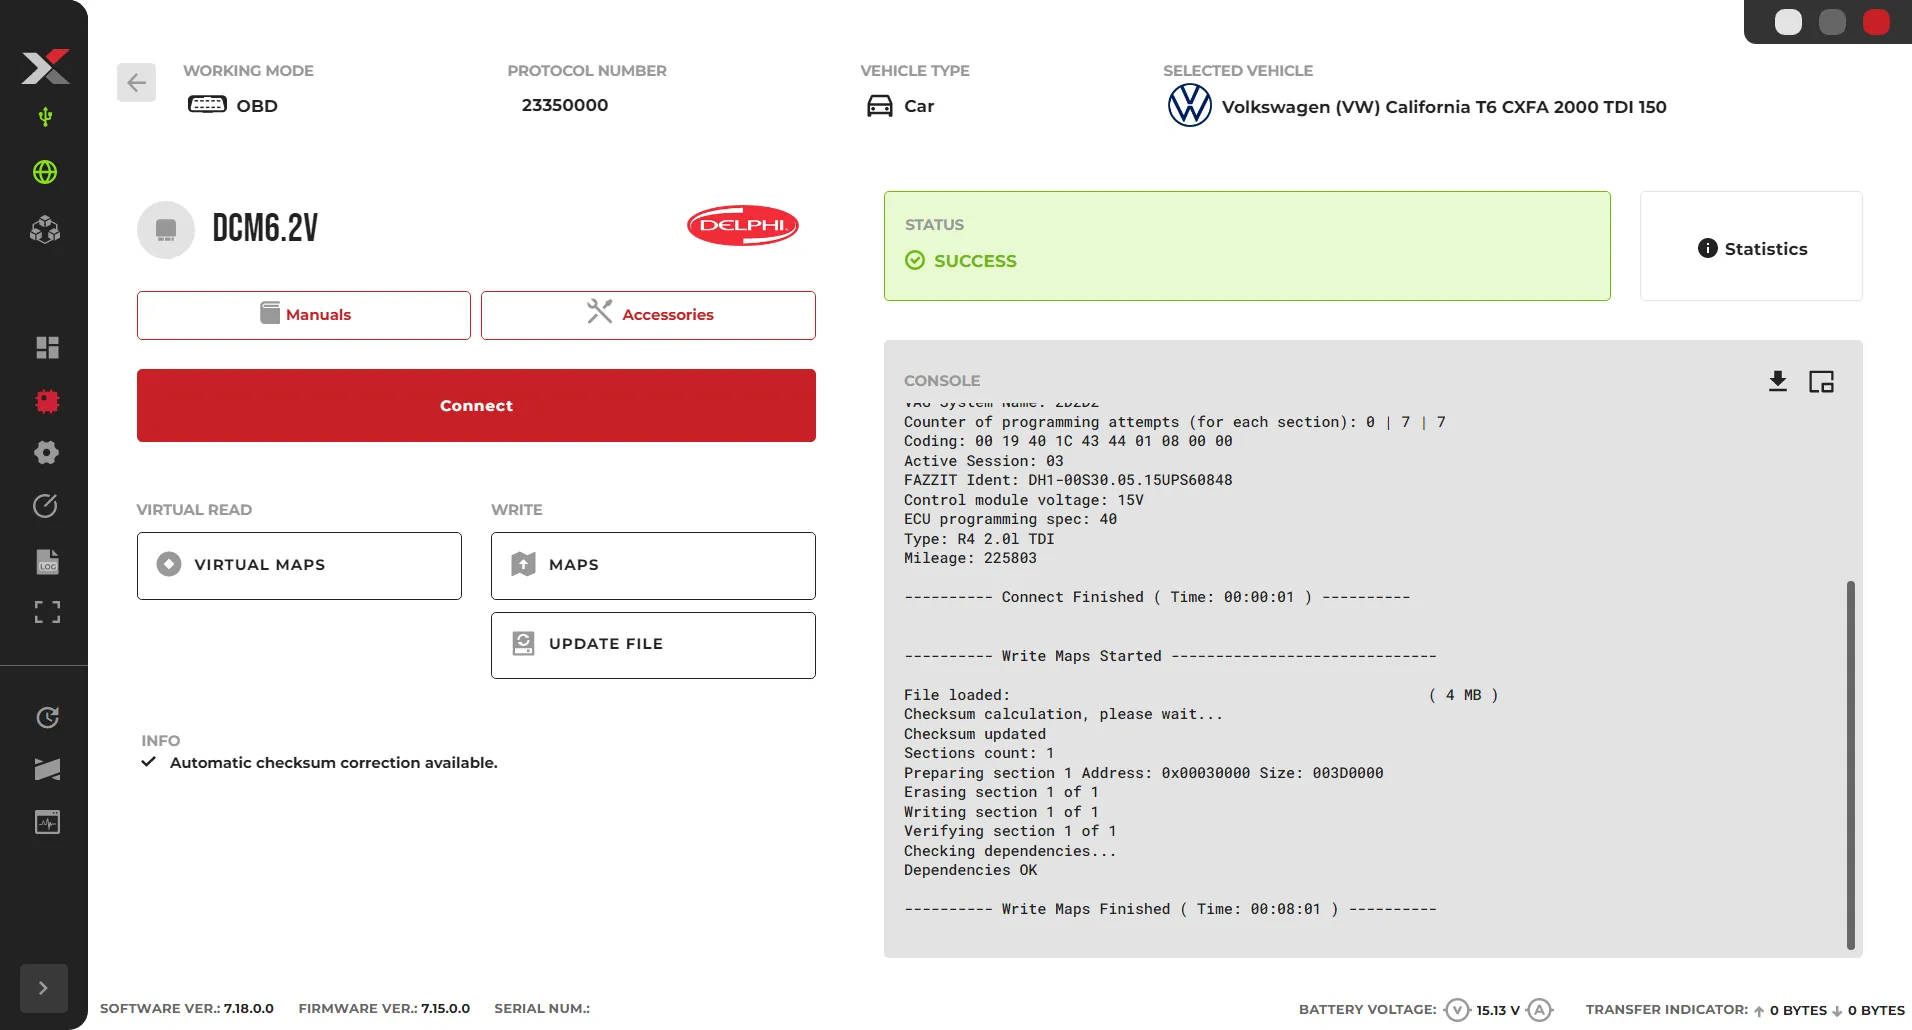 WORKING MODE
OBD
PROTOCOL NUMBER
23350000
VEHICLE TYPE
Car
SELECTED VEHICLE
Volkswagen (VW) California T6 CXFA 2000 TDI 150
DCM6.2V
DELPHI
Manuals
Accessories
Connect
VIRTUAL READ
VIRTUAL MAPS
WRITE
MAPS
UPDATE FILE
INFO
Automatic checksum correction available.
STATUS
SUCCESS
Statistics
CONSOLE
VAG System Name: 2D2D2
Counter of programming attempts (for each section): 0 | 7 | 7
Coding: 00 19 40 1C 43 44 01 08 00 00
Active Session: 03
FAZZIT Ident: DH1-00S30.05.15UPS60848
Control module voltage: 15V
ECU programming spec: 40
Type: R4 2.0l TDI
Mileage: 225803
---------- Connect Finished ( Time: 00:00:01 ) ----------
---------- Write Maps Started ------------------------------
File loaded: ( 4 MB )
Checksum calculation, please wait...
Checksum updated
Sections count: 1
Preparing section 1 Address: 0x00030000 Size: 003D0000
Erasing section 1 of 1
Writing section 1 of 1
Verifying section 1 of 1
Checking dependencies...
Dependencies OK
---------- Write Maps Finished ( Time: 00:08:01 ) ----------
LOG
SOFTWARE VER.: 7.18.0.0
FIRMWARE VER.: 7.15.0.0
SERIAL NUM.:
BATTERY VOLTAGE: V 15.13 V A
TRANSFER INDICATOR: 0 BYTES 0 BYTES